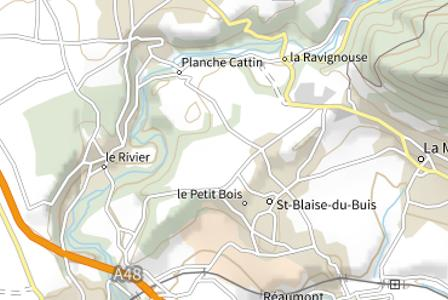 Planche Cattin
la Ravignouse
le Rivier
La M
le Petit Bois
St-Blaise-du-Buis
A48
Réaumont